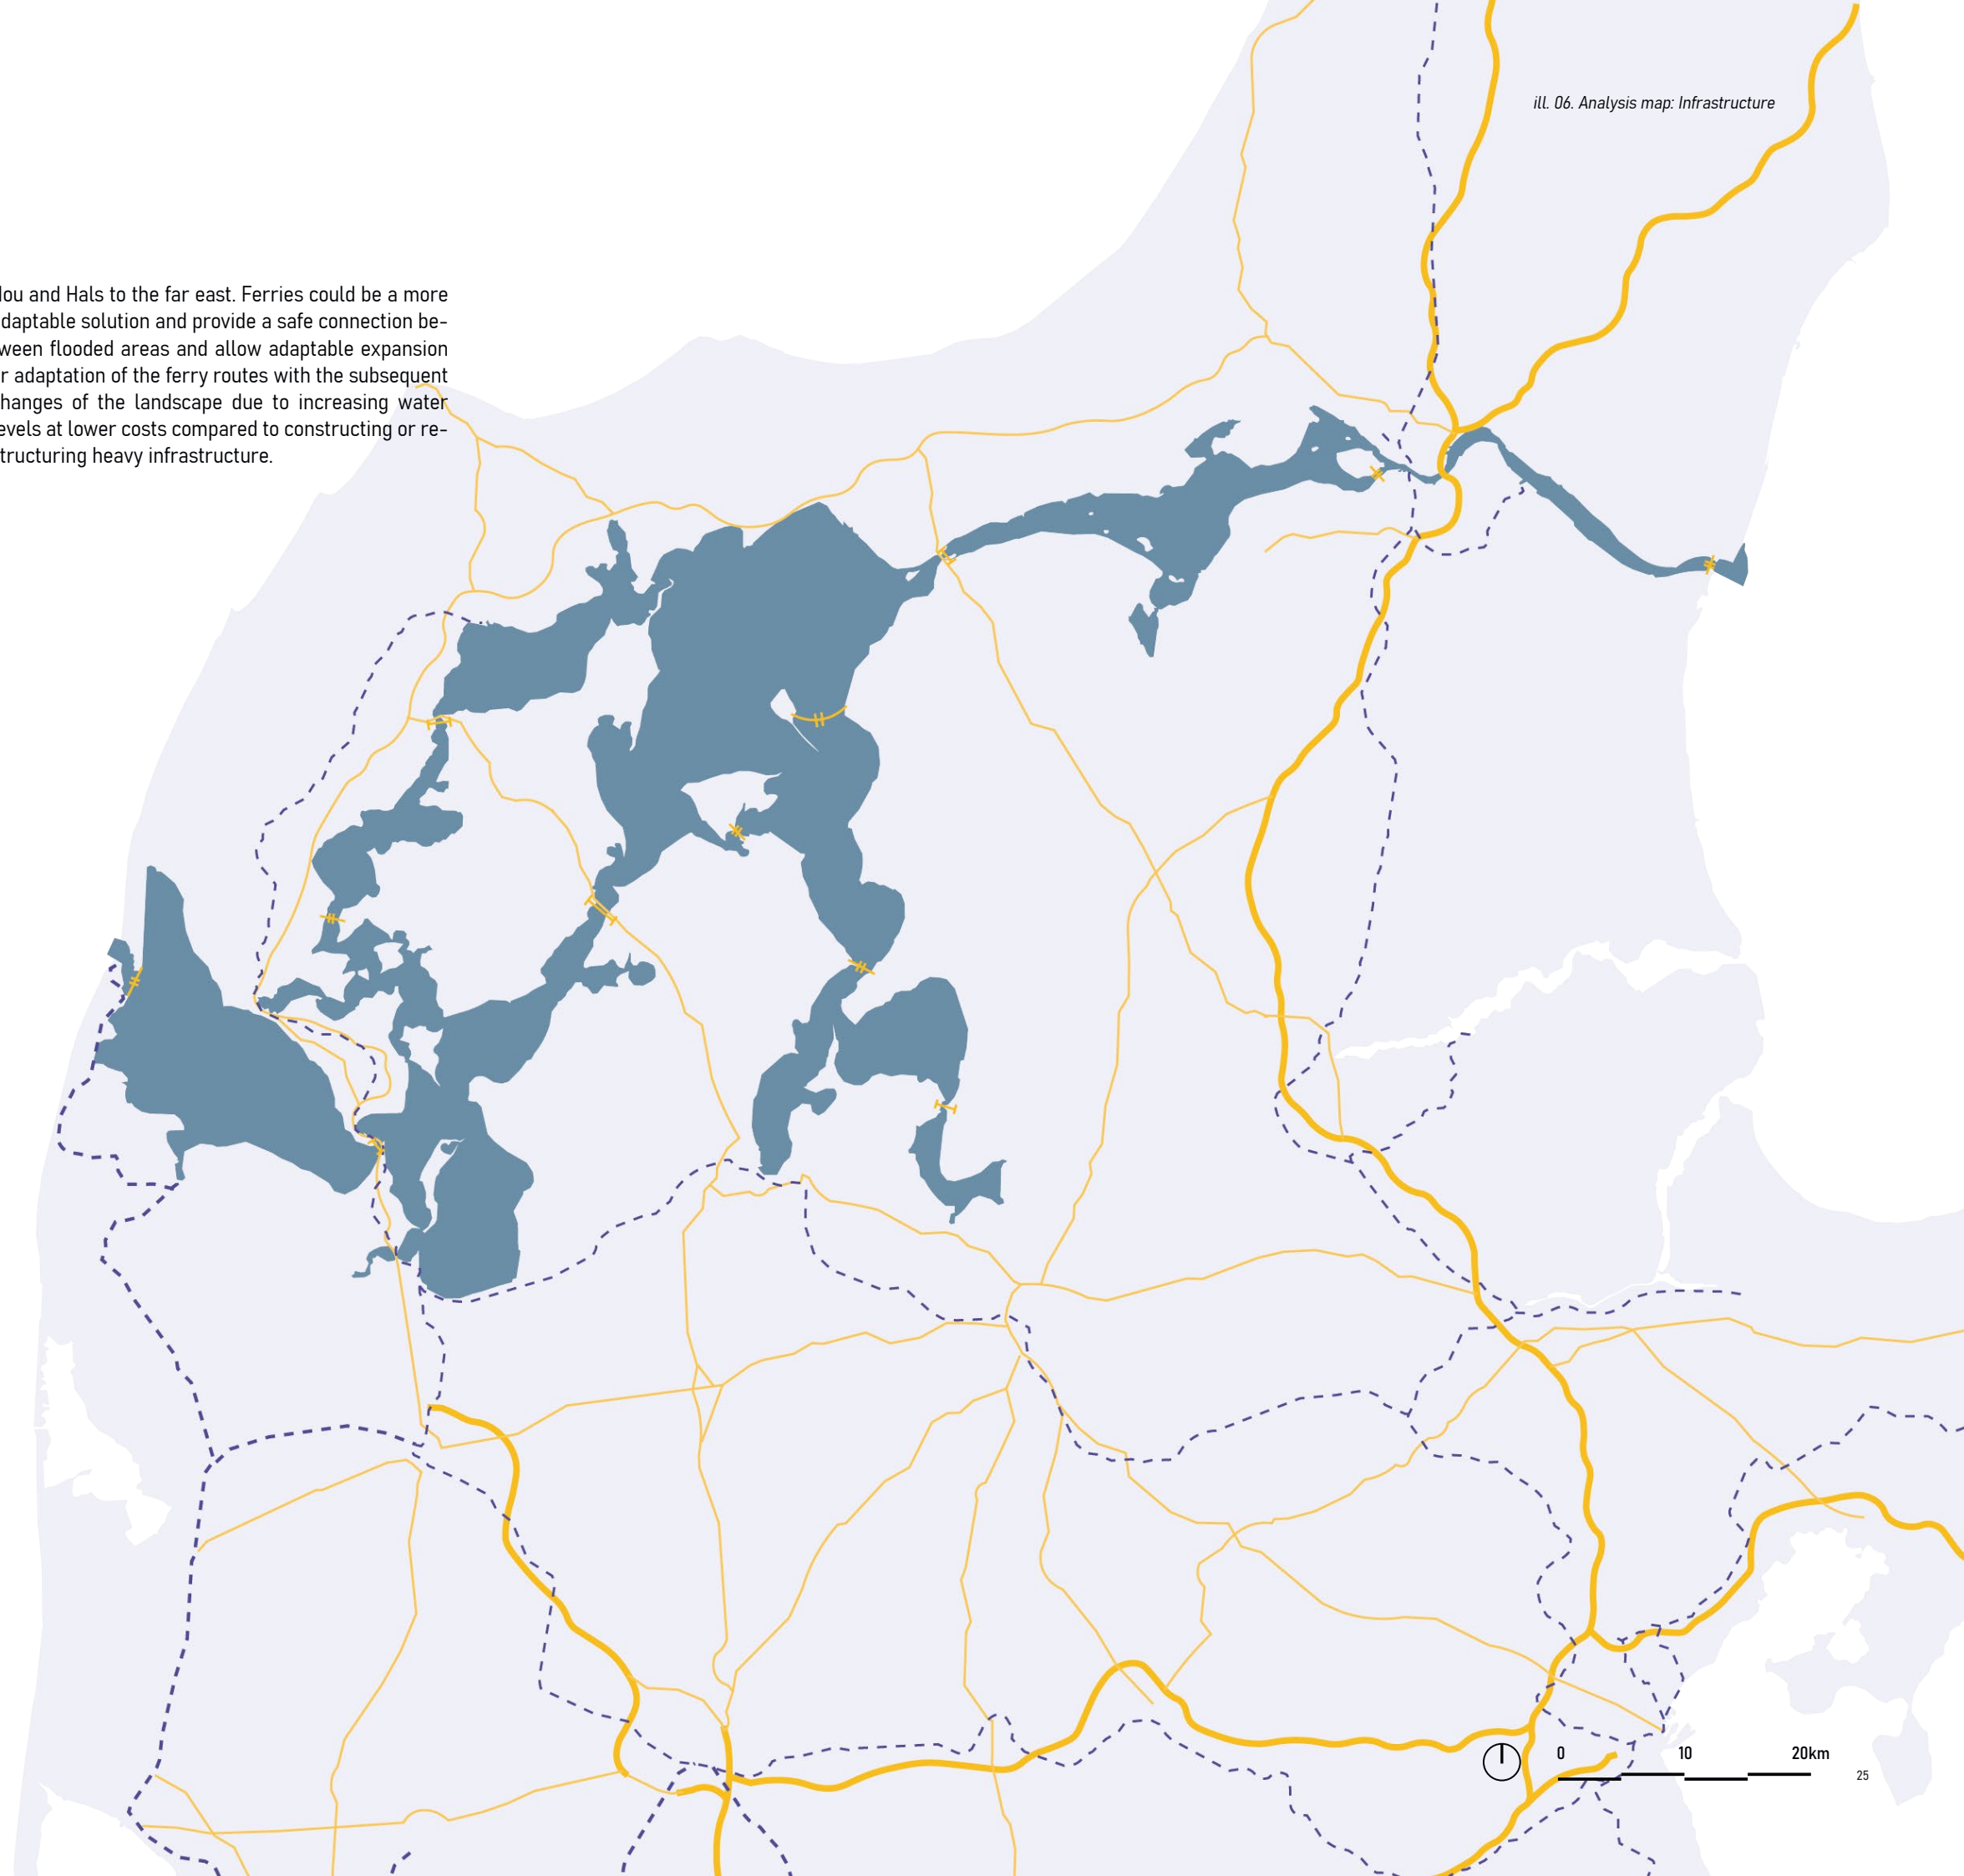 ill. 06. Analysis map: Infrastructure
and Hals to the far east. Ferries could be a more
daptable solution and provide a safe connection be-
ween flooded areas and allow adaptable expansion
r adaptation of the ferry routes with the subsequent
hanges of the landscape due to increasing water
evels at lower costs compared to constructing or re-
tructuring heavy infrastructure.
0 10 20km
25